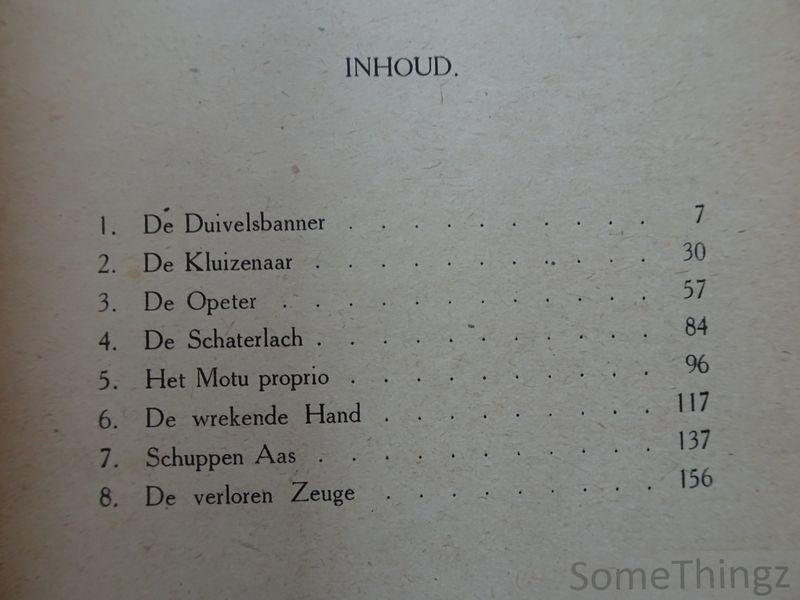 INHOUD.
1. De Duivelsbanner . . . . . . . . . 7
2. De Kluizenaar . . . . . . . . . . 30
3. De Opeter . . . . . . . . . . . 57
4. De Schaterlach . . . . . . . . . . 84
5. Het Motu proprio . . . . . . . . . 96
6. De wrekende Hand . . . . . . . . 117
7. Schuppen Aas . . . . . . . . . . 137
8. De verloren Zeuge . . . . . . . . 156
SomeThingz